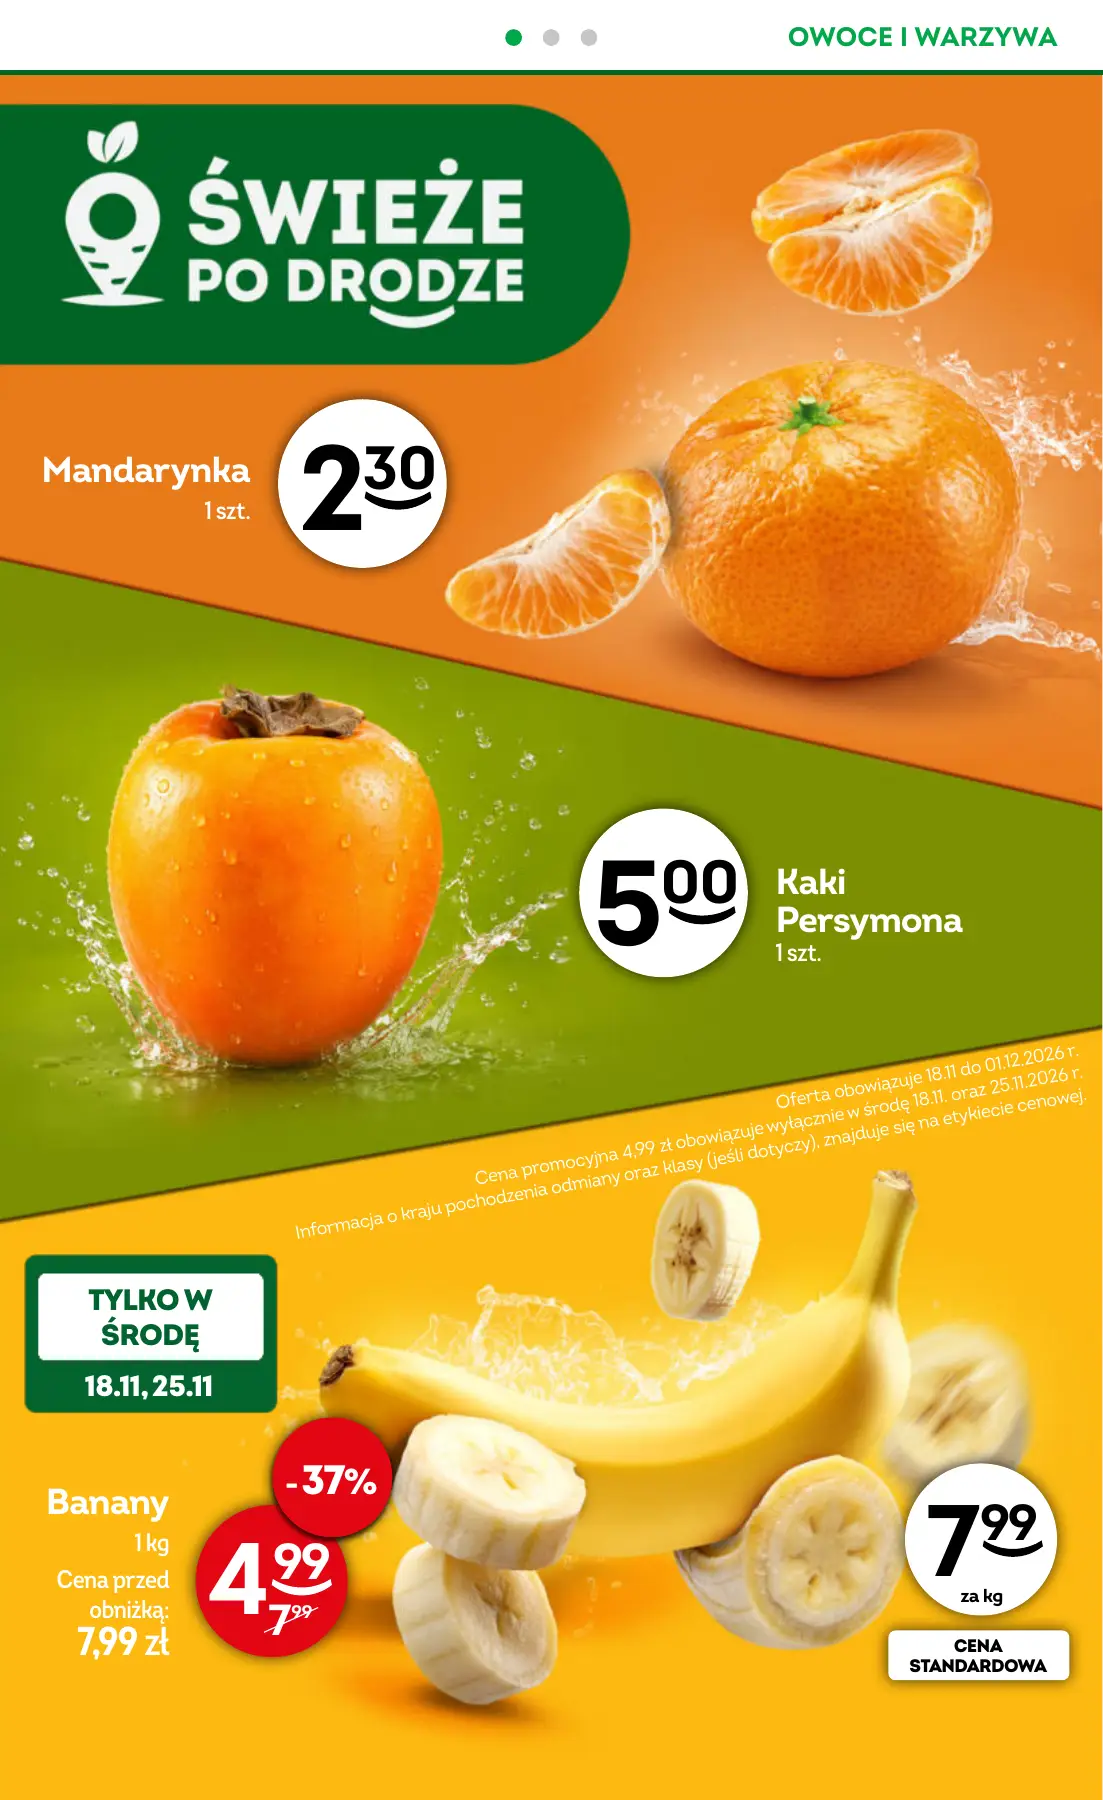 OWOCE I WARZYWA
ŚWIEŻE
PO DRODZE
Mandarynka
1 szt.
2 30
Kaki
Persymona
1 szt.
5 00
Oferta obowiązuje 18.11 do 01.12.2026 r.
Cena promocyjna 4,99 zł obowiązuje wyłącznie w środę 18.11. oraz 25.11.2026 r.
Informacja o kraju pochodzenia odmiany oraz klasy (jeśli dotyczy), znajduje się na etykiecie cenowej.
TYLKO W
ŚRODĘ
18.11, 25.11
Banany
1 kg
Cena przed
obniżką:
7,99 zł
-37%
4 99
7 99
7 99
za kg
CENA
STANDARDOWA